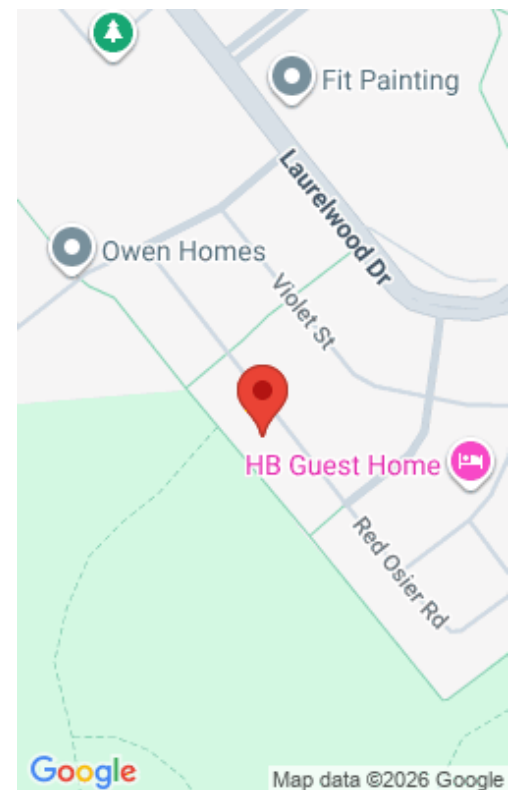 Fit Painting
Laurelwood Dr
Owen Homes
Violet St
HB Guest Home
Red Osier Rd
Google
Map data ©2026 Google